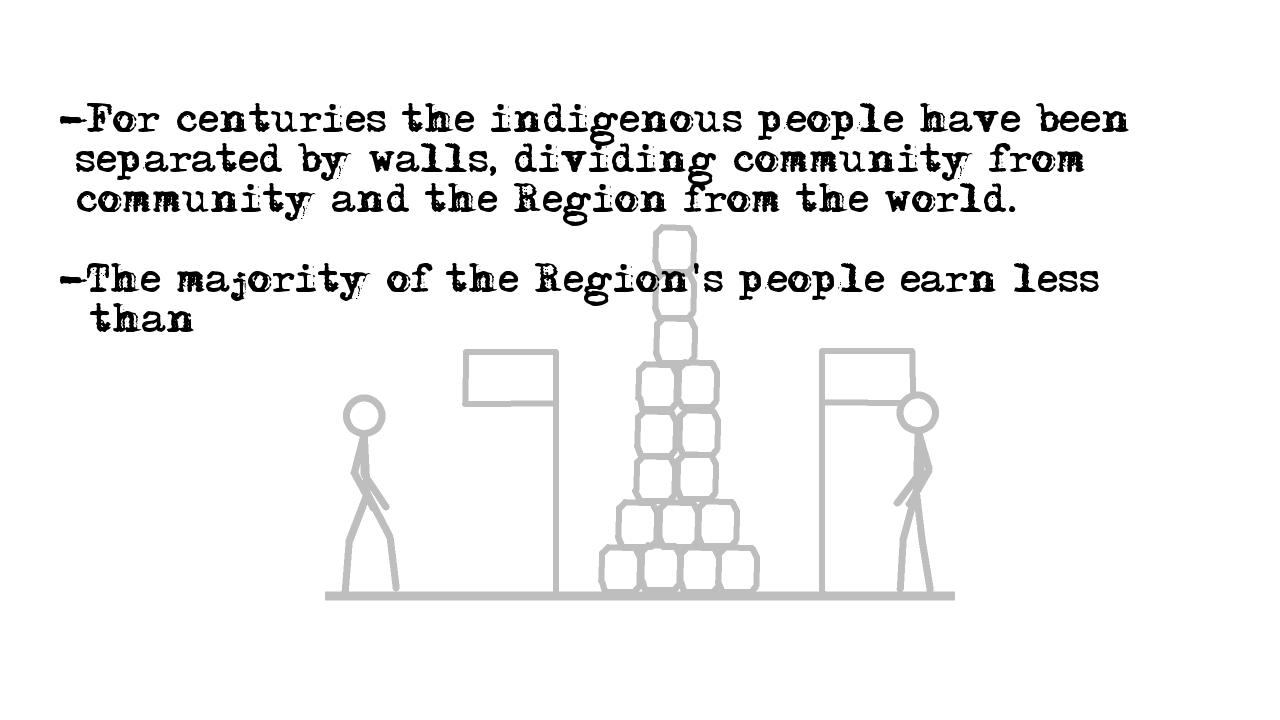 -For centuries the indigenous people have been
separated by walls, dividing community from
community and the Region from the world.
-The majority of the Region's people earn less
than